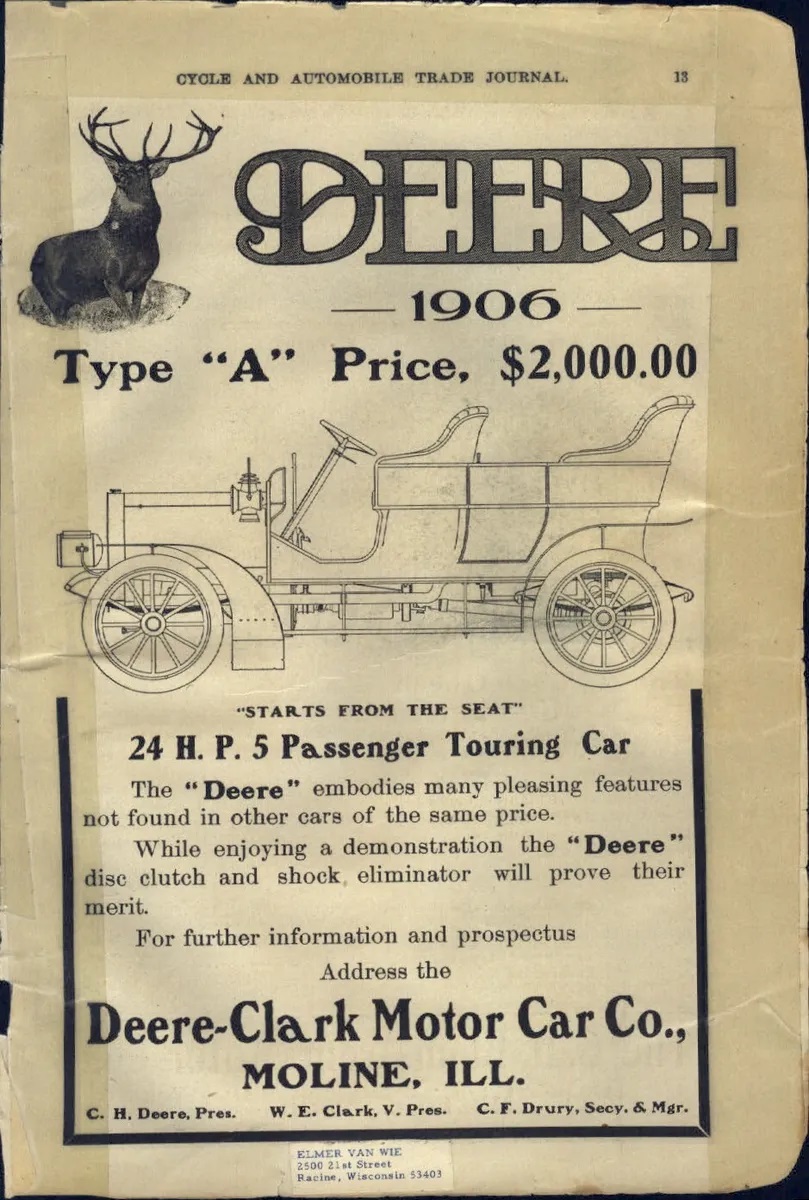 CYCLE AND AUTOMOBILE TRADE JOURNAL. 13
DEERE
1906
Type "A" Price, $2,000.00
"STARTS FROM THE SEAT"
24 H. P. 5 Passenger Touring Car
The "Deere" embodies many pleasing features
not found in other cars of the same price.
While enjoying a demonstration the "Deere"
disc clutch and shock eliminator will prove their
merit.
For further information and prospectus
Address the
Deere-Clark Motor Car Co.,
MOLINE, ILL.
C. H. Deere, Pres. W. E. Clark, V. Pres. C. F. Drury, Secy. & Mgr.
ELMER VAN WIE
2500 21st Street
Racine, Wisconsin 53403